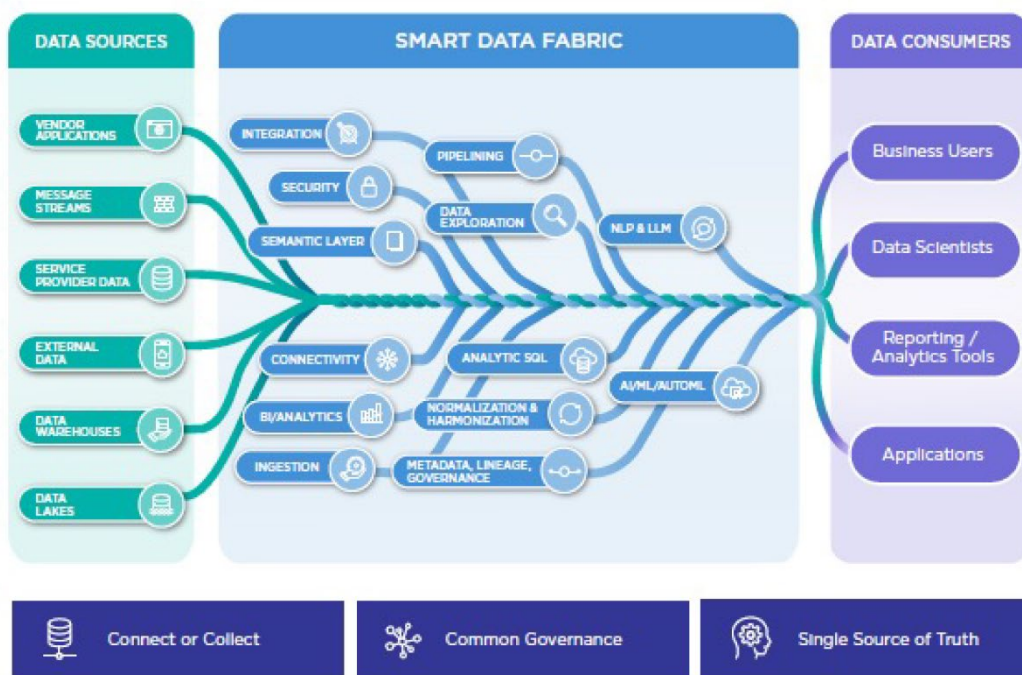 DATA SOURCES
SMART DATA FABRIC
DATA CONSUMERS
VENDOR
APPLICATIONS
MESSAGE
STREAMS
SERVICE
PROVIDER DATA
EXTERNAL
DATA
DATA
WAREHOUSES
DATA
LAKES
INTEGRATION
PIPELINING
SECURITY
DATA
EXPLORATION
NLP & LLM
SEMANTIC LAYER
CONNECTIVITY
ANALYTIC SQL
AI/ML/AUTOML
BI/ANALYTICS
NORMALIZATION &
HARMONIZATION
INGESTION
METADATA, LINEAGE,
GOVERNANCE
Business Users
Data Scientists
Reporting /
Analytics Tools
Applications
Connect or Collect
Common Governance
Single Source of Truth